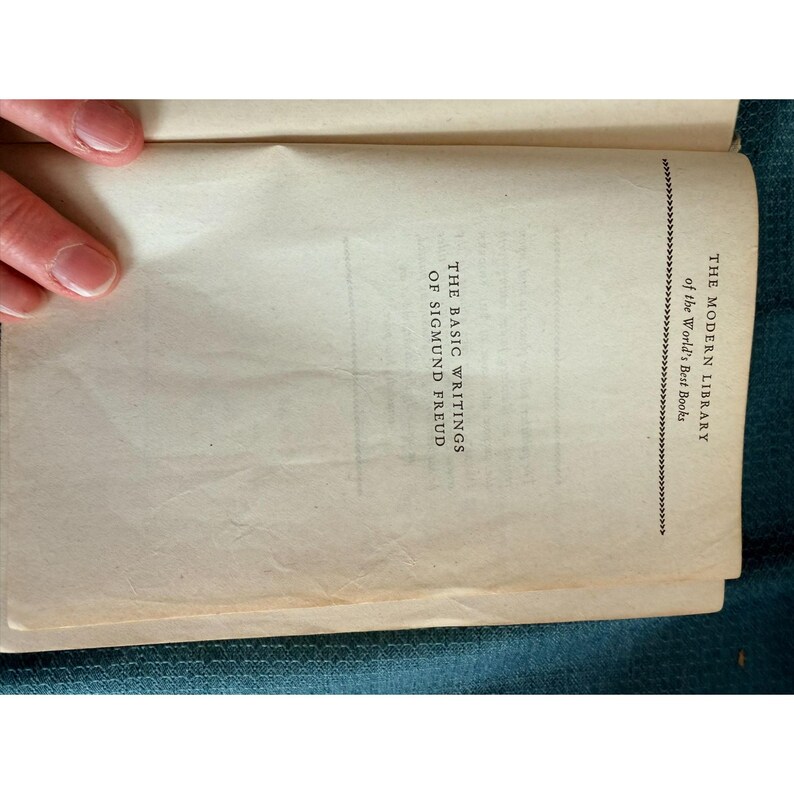 THE MODERN LIBRARY
of the World's Best Books
THE BASIC WRITINGS
OF SIGMUND FREUD